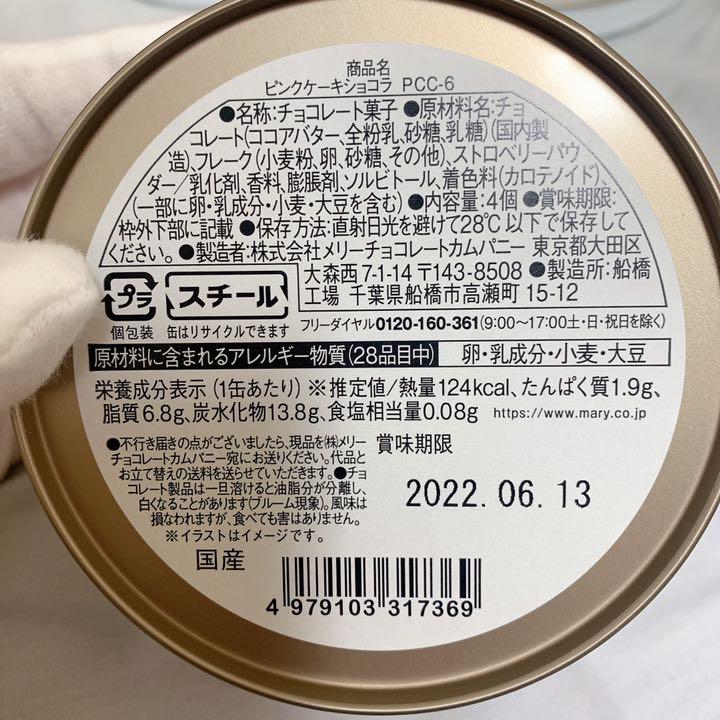 商品名
ピンクケーキショコラ PCC-6
●名称:チョコレート菓子 ●原材料名:チョ
コレート(ココアバター、全粉乳、砂糖、乳糖)(国内製
造)、フレーク(小麦粉、卵、砂糖、その他)、ストロベリーパウ
ダー/乳化剤、香料、膨脹剤、ソルビトール、着色料(カロテノイド)、
(一部に卵・乳成分・小麦・大豆を含む) ●内容量:4個 ●賞味期限:
枠外下部に記載 ●保存方法:直射日光を避けて28℃以下で保存して
ください。●製造者:株式会社メリーチョコレートカムパニー 東京都大田区
大森西7-1-14 〒143-8508 ●製造所:船橋
工場 千葉県船橋市高瀬町 15-12
プラ スチール
個包装 缶はリサイクルできます フリーダイヤル0120-160-361(9:00〜17:00土・日・祝日を除く)
原材料に含まれるアレルギー物質(28品目中) 卵・乳成分・小麦・大豆
栄養成分表示(1缶あたり)※推定値/熱量124kcal、たんぱく質1.9g、
脂質6.8g、炭水化物13.8g、食塩相当量0.08g https://www.mary.co.jp
●不行き届きの点がございましたら、現品を(株)メリー
チョコレートカムパニー宛にお送りください。代品と
お立て替えの送料を送らせていただきます。●チョ
コレート製品は一旦溶けると油脂分が分離し、
白くなることがあります(ブルーム現象)。風味は
損なわれますが、食べても害はありません。
※イラストはイメージです。
賞味期限
2022.06.13
国産
4 979103 317369